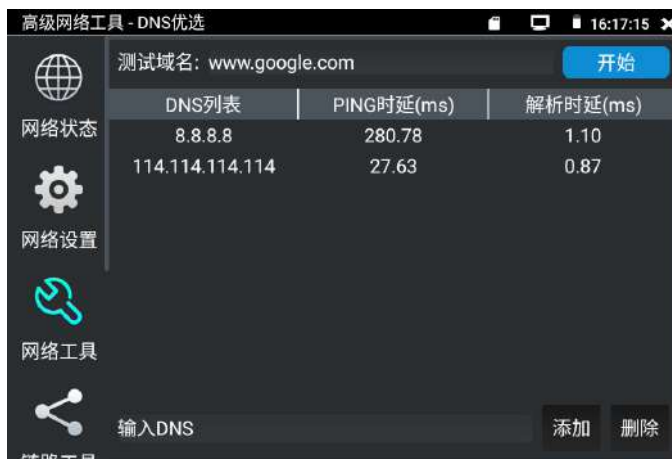 高级网络工具 - DNS优选
16:17:15
网络状态
网络设置
网络工具
测试域名: www.google.com
开始
DNS列表 PING时延(ms) 解析时延(ms)
8.8.8.8 280.78 1.10
114.114.114.114 27.63 0.87
输入DNS
添加 删除